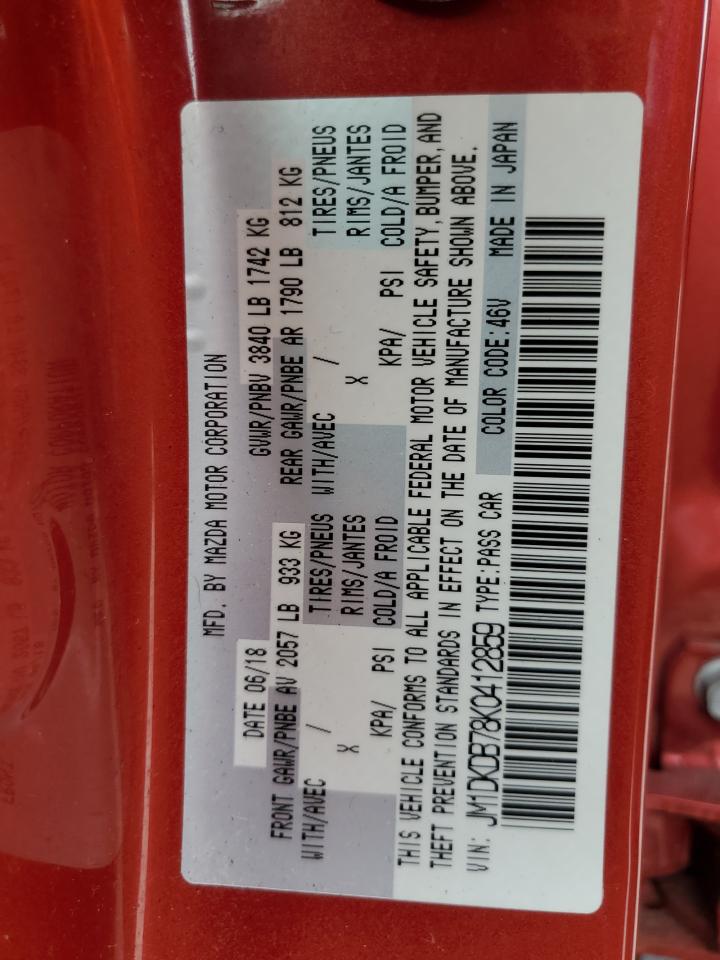 MFD. BY MAZDA MOTOR CORPORATION
DATE 06/18 GVWR/PNBV 3840 LB 1742 KG
FRONT GAWR/PNBE AV 2057 LB 933 KG REAR GAWR/PNBE AR 1790 LB 812 KG
WITH/AVEC / TIRES/PNEUS WITH/AVEC / TIRES/PNEUS
X RIMS/JANTES X RIMS/JANTES
KPA/ PSI COLD/A FROID KPA/ PSI COLD/A FROID
THIS VEHICLE CONFORMS TO ALL APPLICABLE FEDERAL MOTOR VEHICLE SAFETY, BUMPER, AND
THEFT PREVENTION STANDARDS IN EFFECT ON THE DATE OF MANUFACTURE SHOWN ABOVE.
VIN: JM1DKDB78K0412859 TYPE:PASS CAR COLOR CODE:46V MADE IN JAPAN